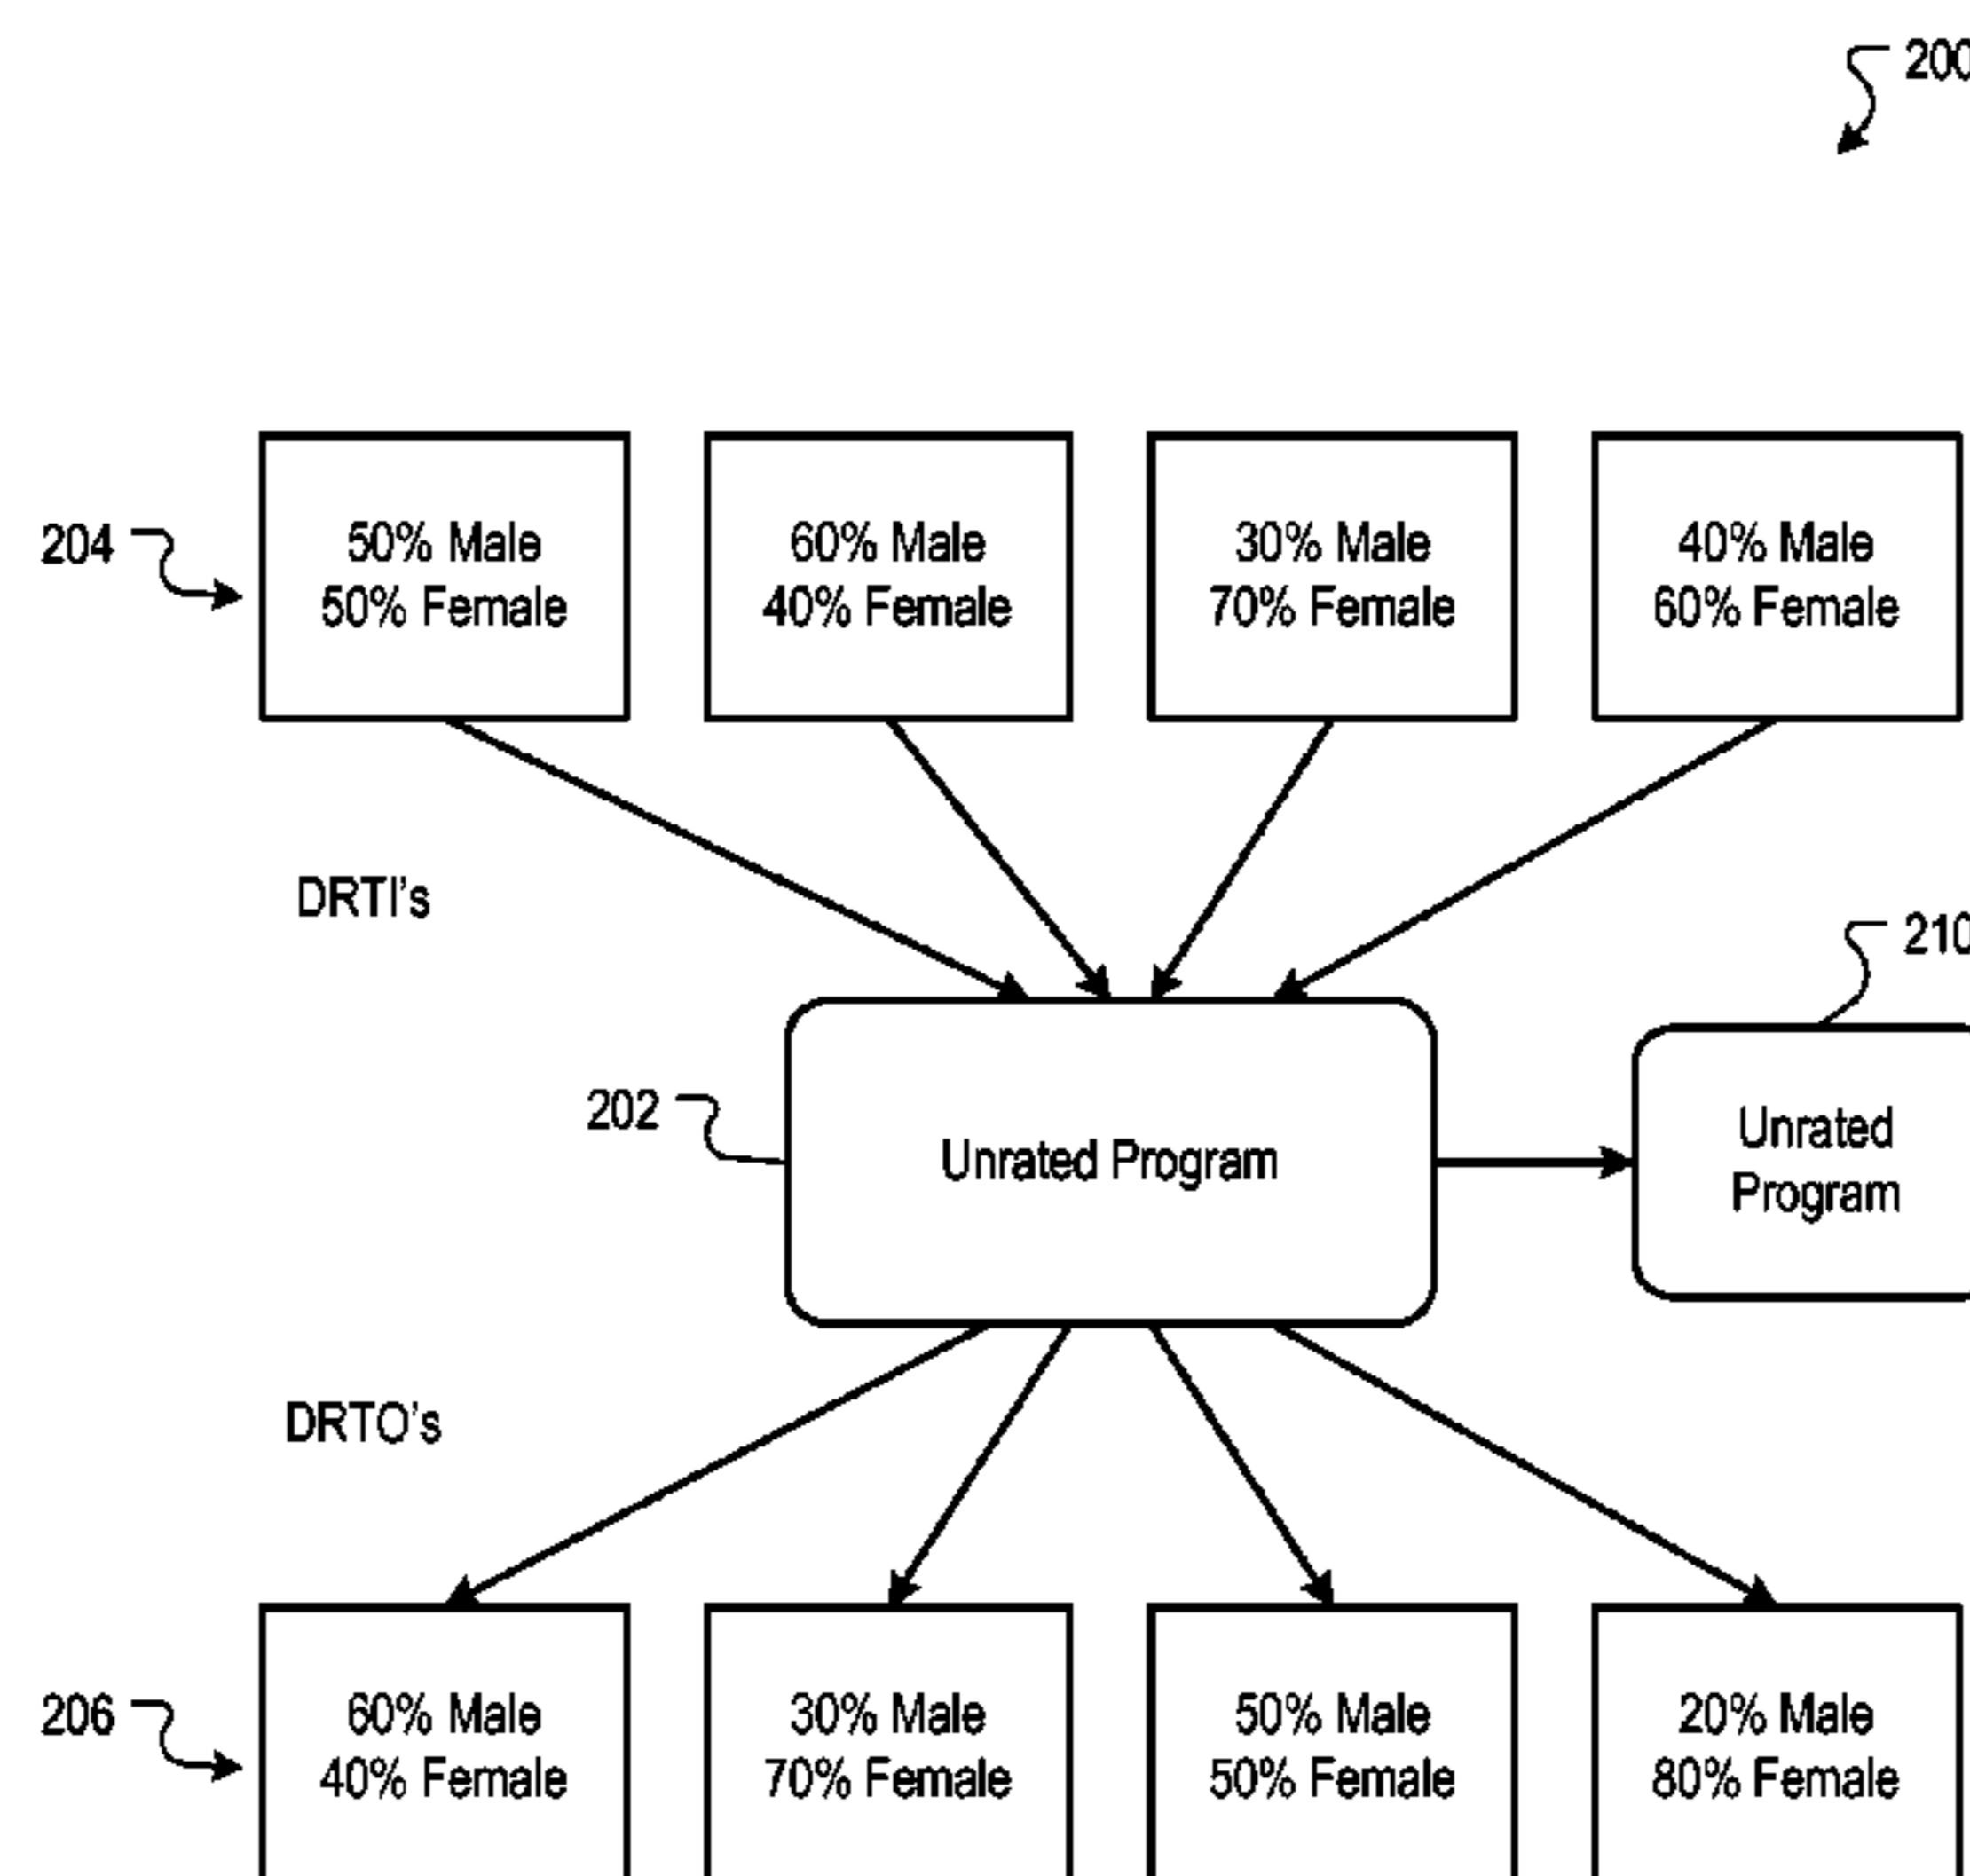 200
204
50% Male
50% Female
60% Male
40% Female
30% Male
70% Female
40% Male
60% Female
DRTI's
210
202
Unrated Program
Unrated
Program
DRTO's
206
60% Male
40% Female
30% Male
70% Female
50% Male
50% Female
20% Male
80% Female